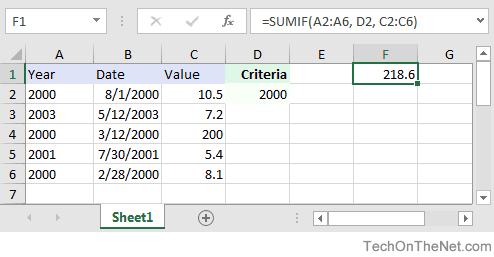 F1 fx =SUMIF(A2:A6, D2, C2:C6)
A B C D E F G
1 Year Date Value Criteria 218.6
2 2000 8/1/2000 10.5 2000
3 2003 5/12/2003 7.2
4 2000 3/12/2000 200
5 2001 7/30/2001 5.4
6 2000 2/28/2000 8.1
7
Sheet1
TechOnTheNet.com